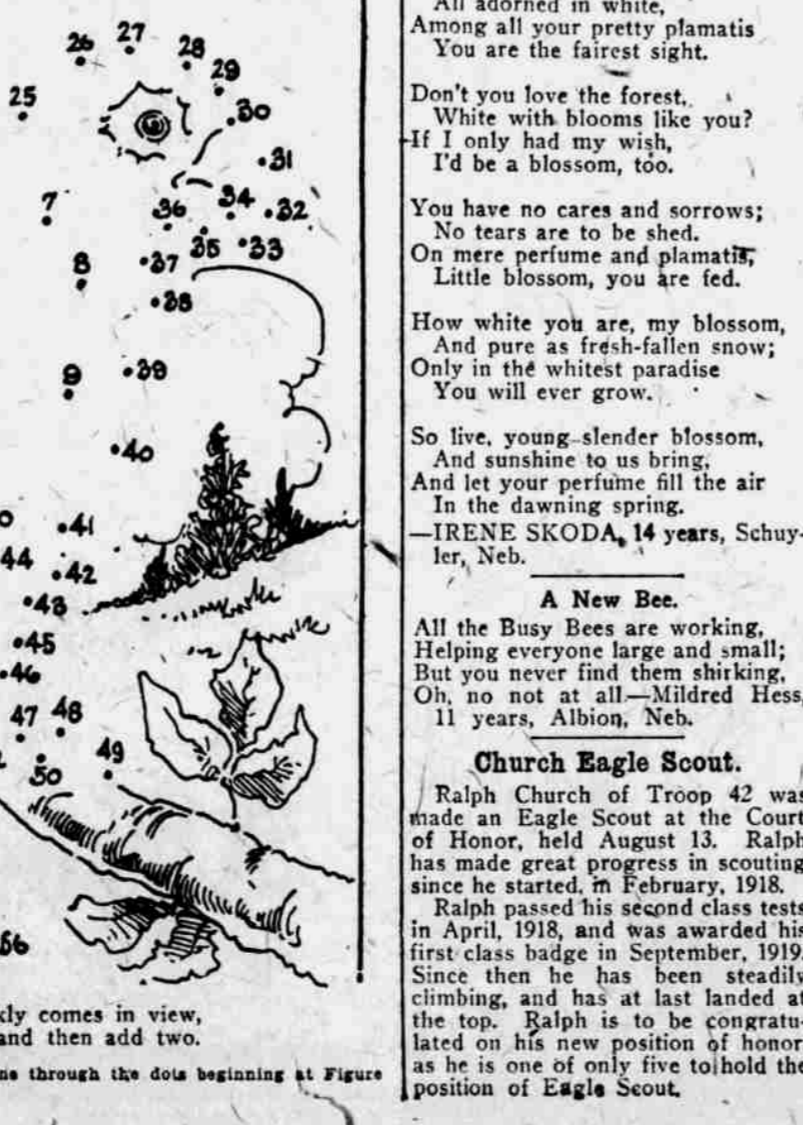 26 27 28
29
25
30
31
7
36 34 32
35 33
8 37
38
9 39
40
41
44 42
43
45
46
47 48
49
50
56
comes in view,
and then add two.
through the dots beginning at Figure
All adorned in white,
Among all your pretty plamatis
You are the fairest sight.
Don't you love the forest,
White with blooms like you?
If I only had my wish,
I'd be a blossom, too.
You have no cares and sorrows;
No tears are to be shed.
On mere perfume and plamatis,
Little blossom, you are fed.
How white you are, my blossom,
And pure as fresh-fallen snow;
Only in the whitest paradise
You will ever grow.
So live, young slender blossom,
And sunshine to us bring,
And let your perfume fill the air
In the dawning spring.
—IRENE SKODA, 14 years, Schuy-
ler, Neb.
A New Bee.
All the Busy Bees are working,
Helping everyone large and small;
But you never find them shirking,
Oh, no not at all.—Mildred Hess,
11 years, Albion, Neb.
Church Eagle Scout.
Ralph Church of Troop 42 was
made an Eagle Scout at the Court
of Honor, held August 13. Ralph
has made great progress in scouting
since he started, in February, 1918.
Ralph passed his second class tests
in April, 1918, and was awarded his
first class badge in September, 1919.
Since then he has been steadily
climbing, and has at last landed at
the top. Ralph is to be congratu-
lated on his new position of honor
as he is one of only five to hold the
position of Eagle Scout.